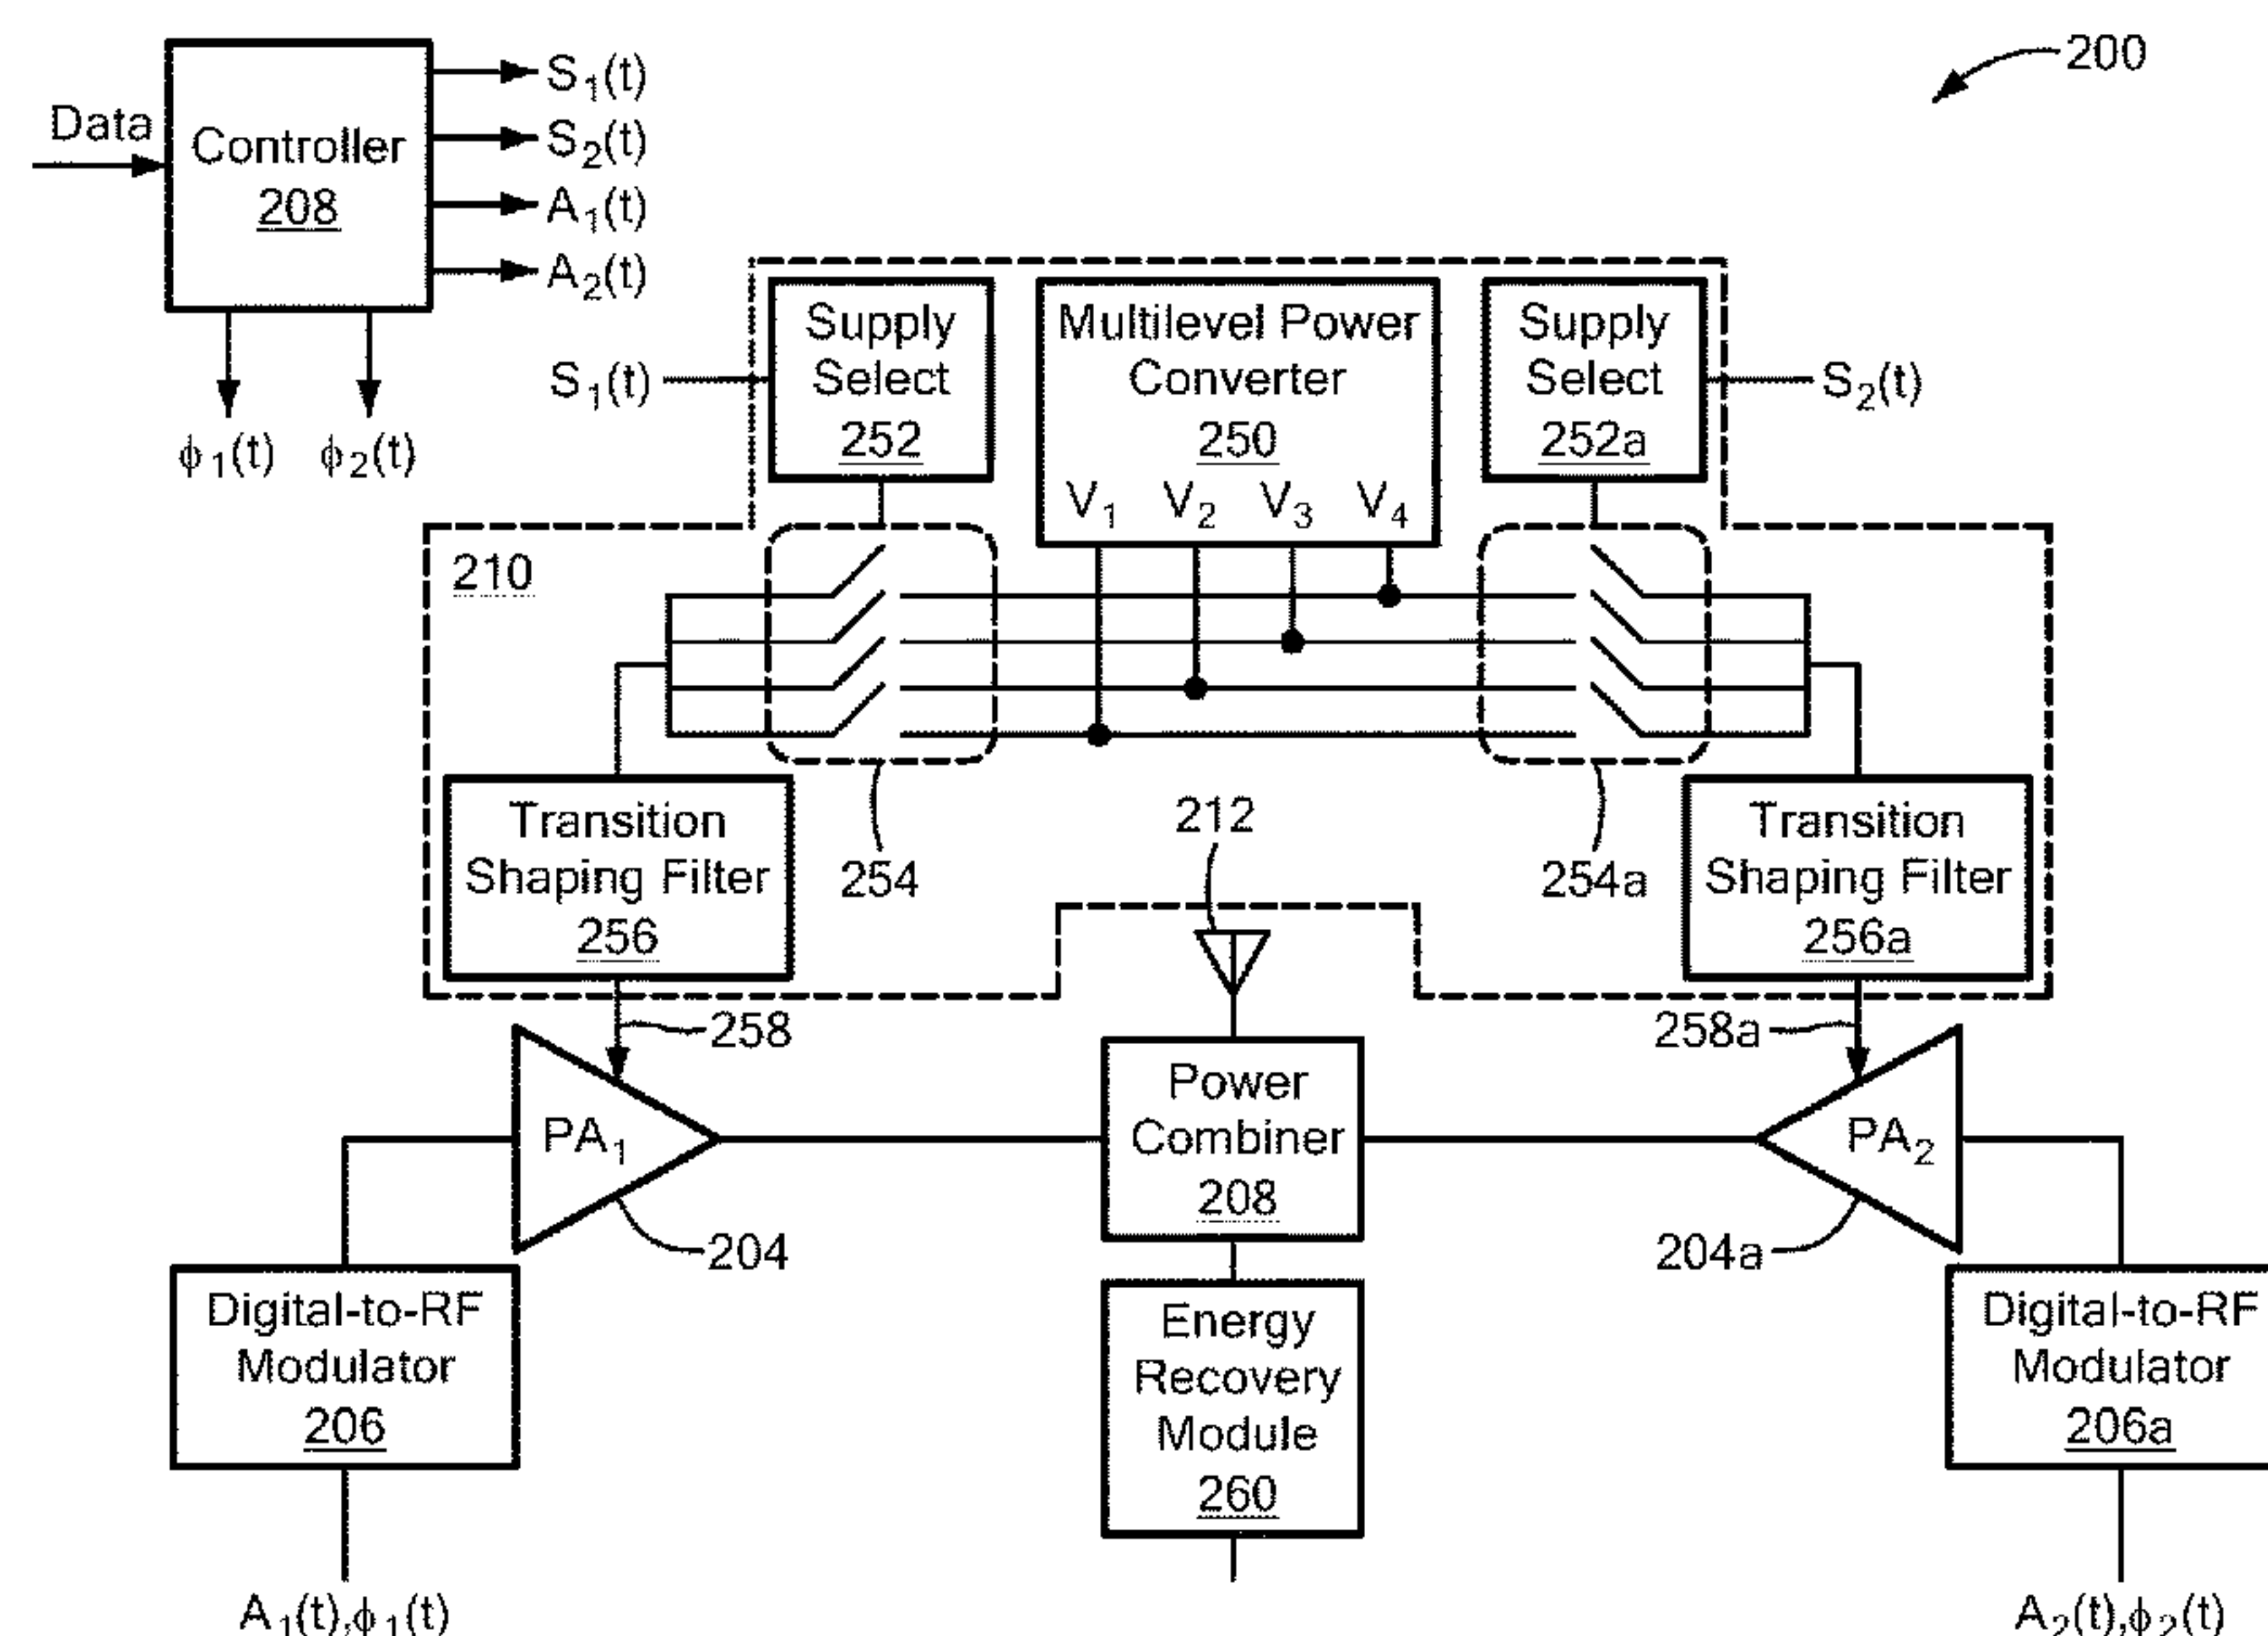 200
Data
Controller
208
S₁(t)
S₂(t)
A₁(t)
A₂(t)
ϕ₁(t) ϕ₂(t)
S₁(t)
Supply
Select
252
Multilevel Power
Converter
250
V₁ V₂ V₃ V₄
Supply
Select
252a
S₂(t)
210
Transition
Shaping Filter
256
254
212
254a
Transition
Shaping Filter
256a
258
258a
PA₁
204
Power
Combiner
208
PA₂
204a
Digital-to-RF
Modulator
206
Energy
Recovery
Module
260
Digital-to-RF
Modulator
206a
A₁(t),ϕ₁(t)
A₂(t),ϕ₂(t)